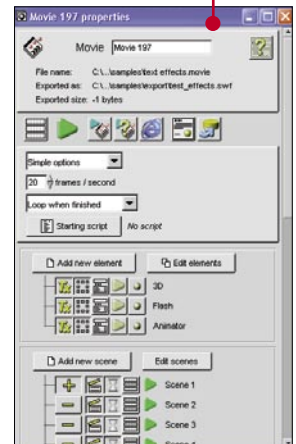 Movie 197 properties
Movie Movie 197
File name: C:\...\samples\text effects.movie
Exported as: C:\...\samples\export\test_effects.swf
Exported size: -1 bytes
Simple options
20 frames / second
Loop when finished
Starting script No script
Add new element Edit elements
3D
Flash
Animator
Add new scene Edit scenes
Scene 1
Scene 2
Scene 3